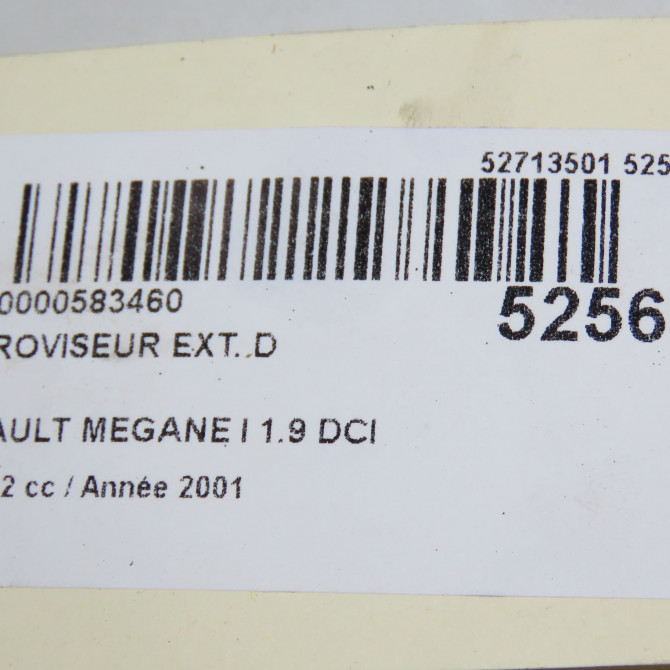 52713501 525
0000583460
5256
ROVISEUR EXT. D
AULT MEGANE I 1.9 DCI
2 cc / Année 2001